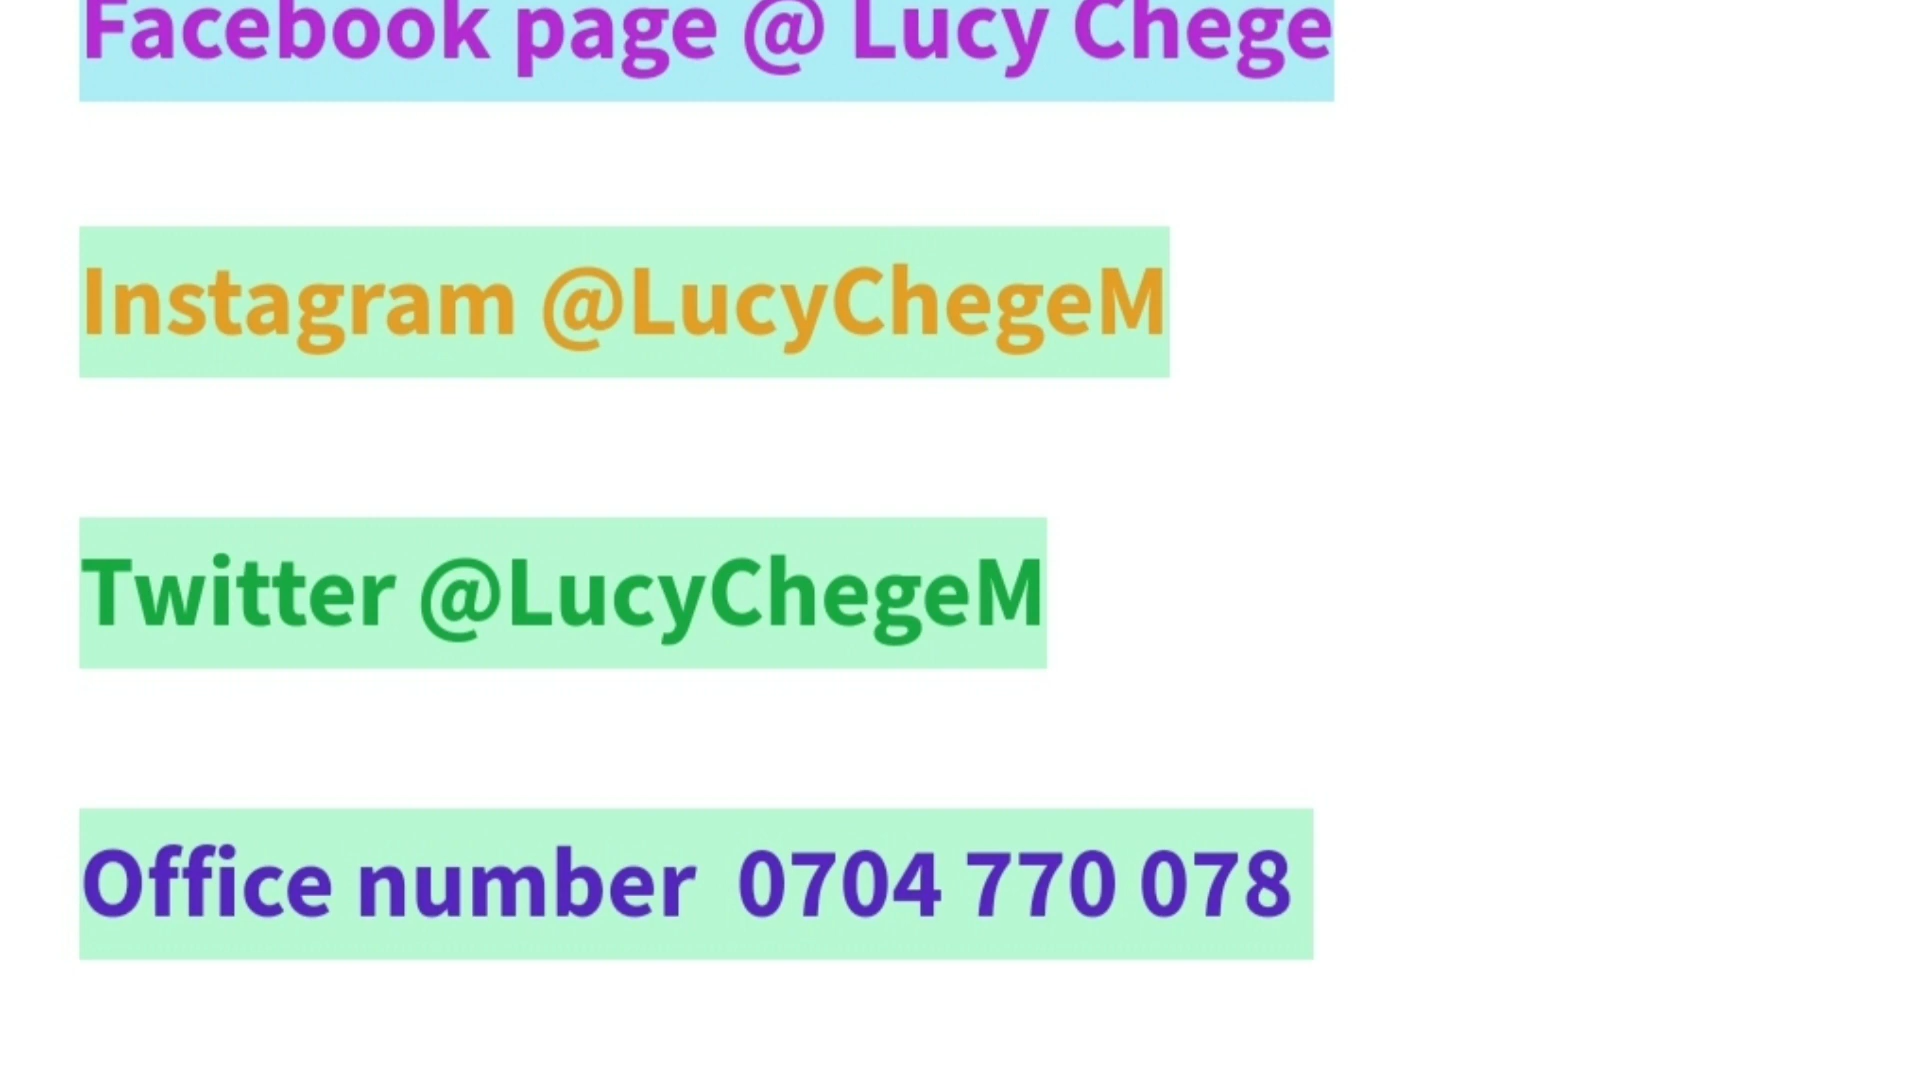 Facebook page @ Lucy Chege
Instagram @LucyChegeM
Twitter @LucyChegeM
Office number  0704 770 078